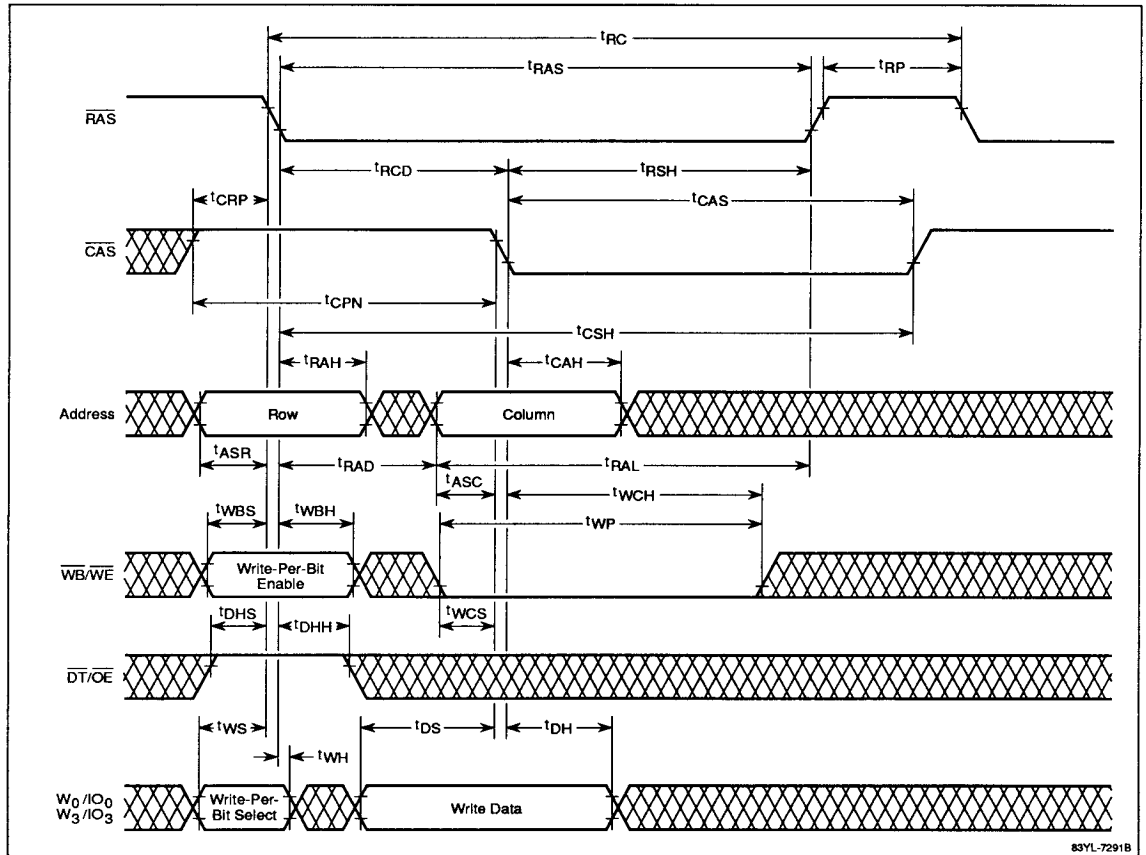 tRC
tRAS
tRP
RAS
tRCD
tRSH
tCRP
tCAS
CAS
tCPN
tCSH
tRAH
tCAH
Address
Row
Column
tASR
tRAD
tRAL
tASC
tWCH
tWBS
tWBH
tWP
WB/WE
Write-Per-Bit
Enable
tWCS
tDHS
tDHH
DT/OE
tWS
tDS
tDH
tWH
W0/IO0
W3/IO3
Write-Per-
Bit Select
Write Data
83YL-7291B